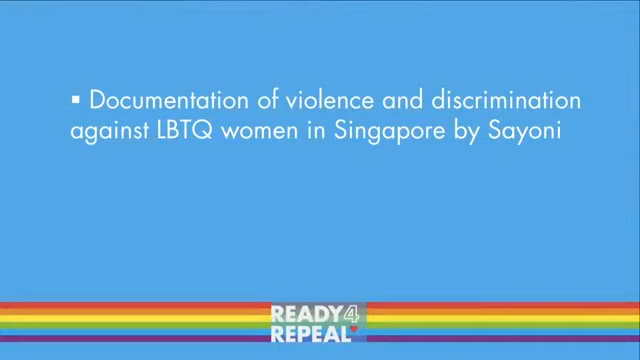 ▪ Documentation of violence and discrimination
against LBTQ women in Singapore by Sayoni
READY4
REPEAL